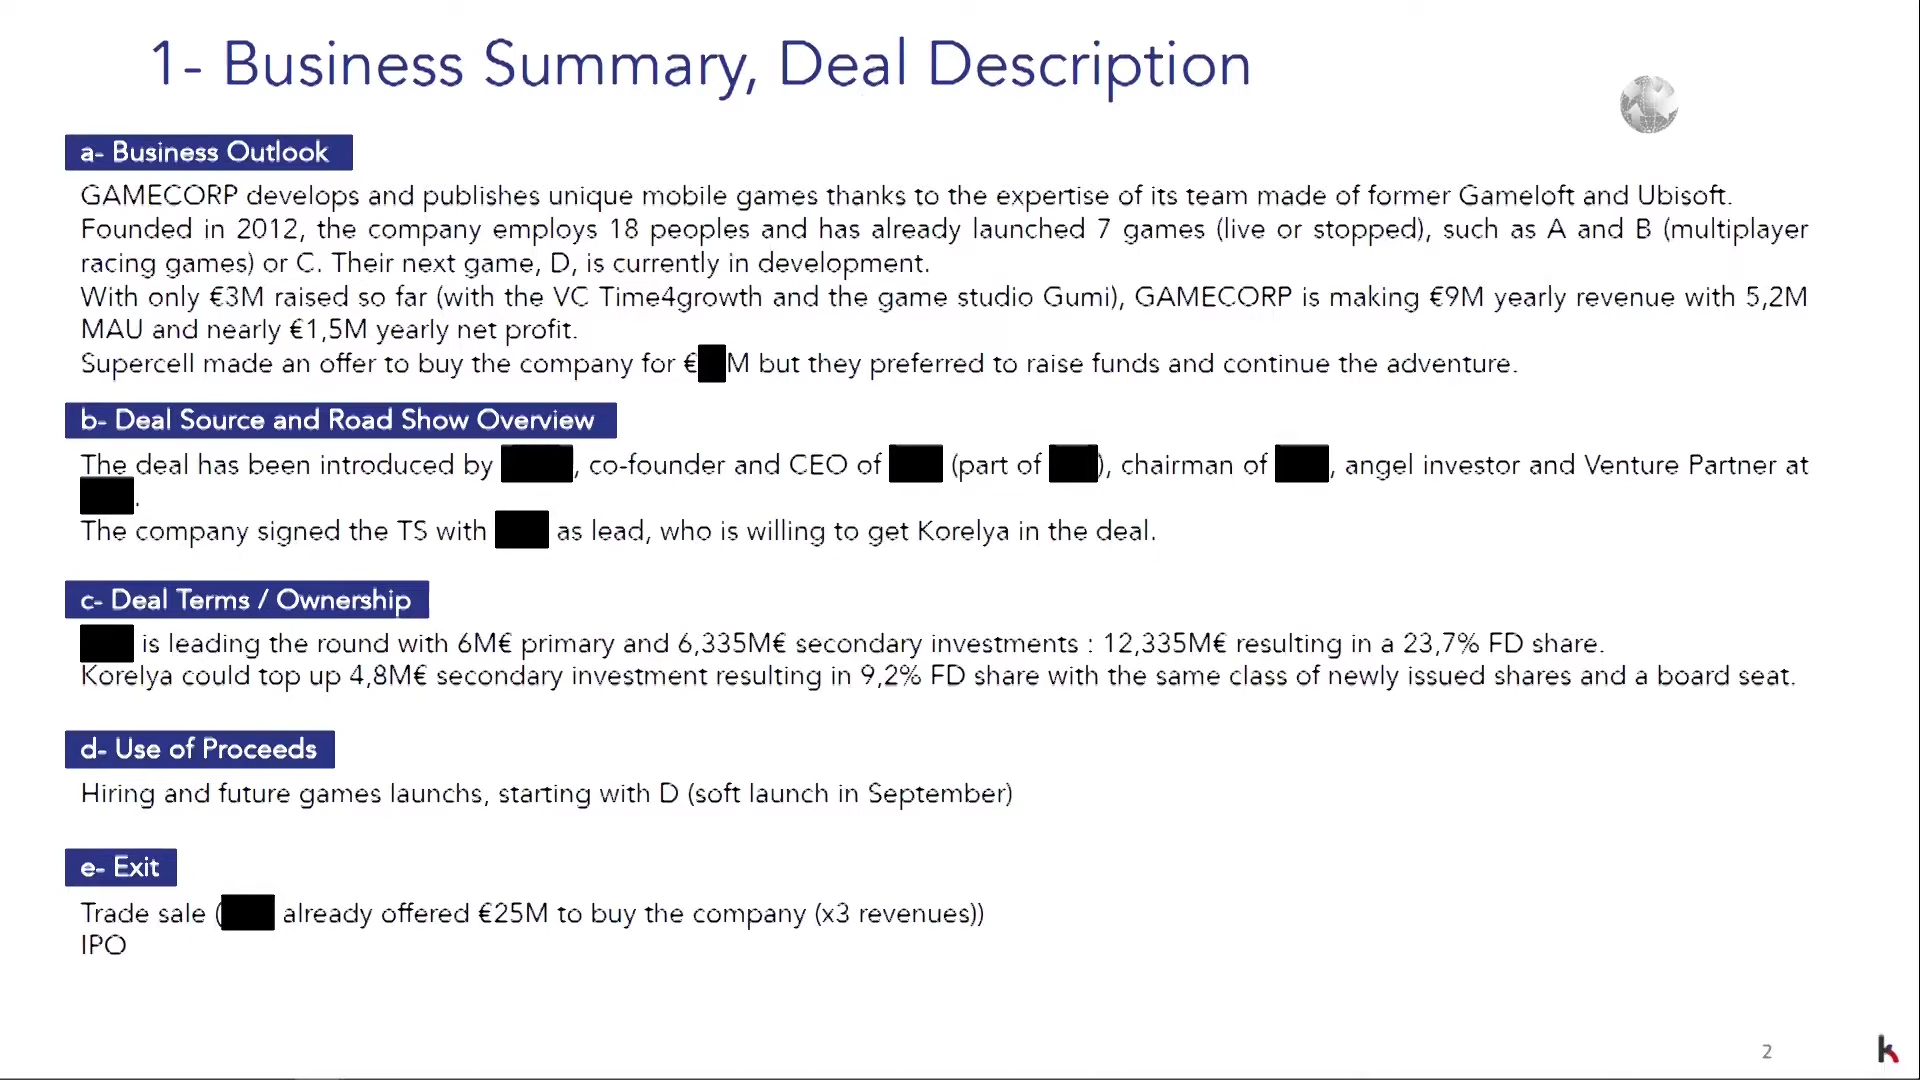 1- Business Summary, Deal Description
a- Business Outlook
GAMECORP develops and publishes unique mobile games thanks to the expertise of its team made of former Gameloft and Ubisoft.
Founded in 2012, the company employs 18 peoples and has already launched 7 games (live or stopped), such as A and B (multiplayer
racing games) or C. Their next game, D, is currently in development.
With only €3M raised so far (with the VC Time4growth and the game studio Gumi), GAMECORP is making €9M yearly revenue with 5,2M
MAU and nearly €1,5M yearly net profit.
Supercell made an offer to buy the company for € M but they preferred to raise funds and continue the adventure.
b- Deal Source and Road Show Overview
The deal has been introduced by , co-founder and CEO of (part of ), chairman of , angel investor and Venture Partner at
.
The company signed the TS with as lead, who is willing to get Korelya in the deal.
c- Deal Terms / Ownership
is leading the round with 6M€ primary and 6,335M€ secondary investments : 12,335M€ resulting in a 23,7% FD share.
Korelya could top up 4,8M€ secondary investment resulting in 9,2% FD share with the same class of newly issued shares and a board seat.
d- Use of Proceeds
Hiring and future games launchs, starting with D (soft launch in September)
e- Exit
Trade sale ( already offered €25M to buy the company (x3 revenues))
IPO
2
k